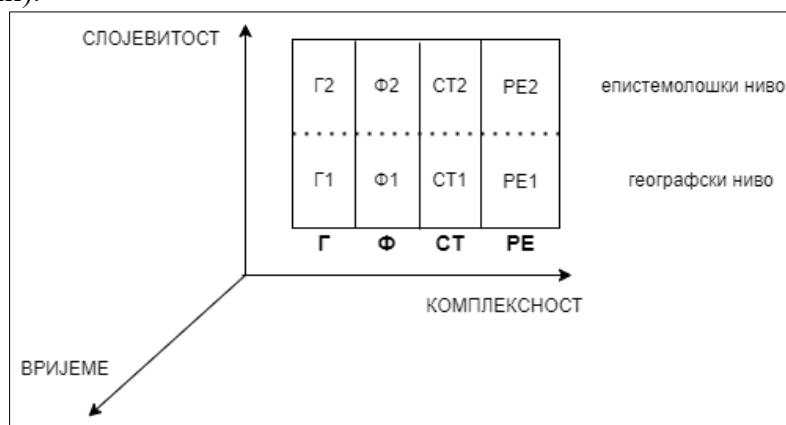 СЛОЈЕВИТОСТ
Г2 Ф2 СТ2 РЕ2 епистемолошки ниво
Г1 Ф1 СТ1 РЕ1 географски ниво
Г Ф СТ РЕ
КОМПЛЕКСНОСТ
ВРИЈЕМЕ